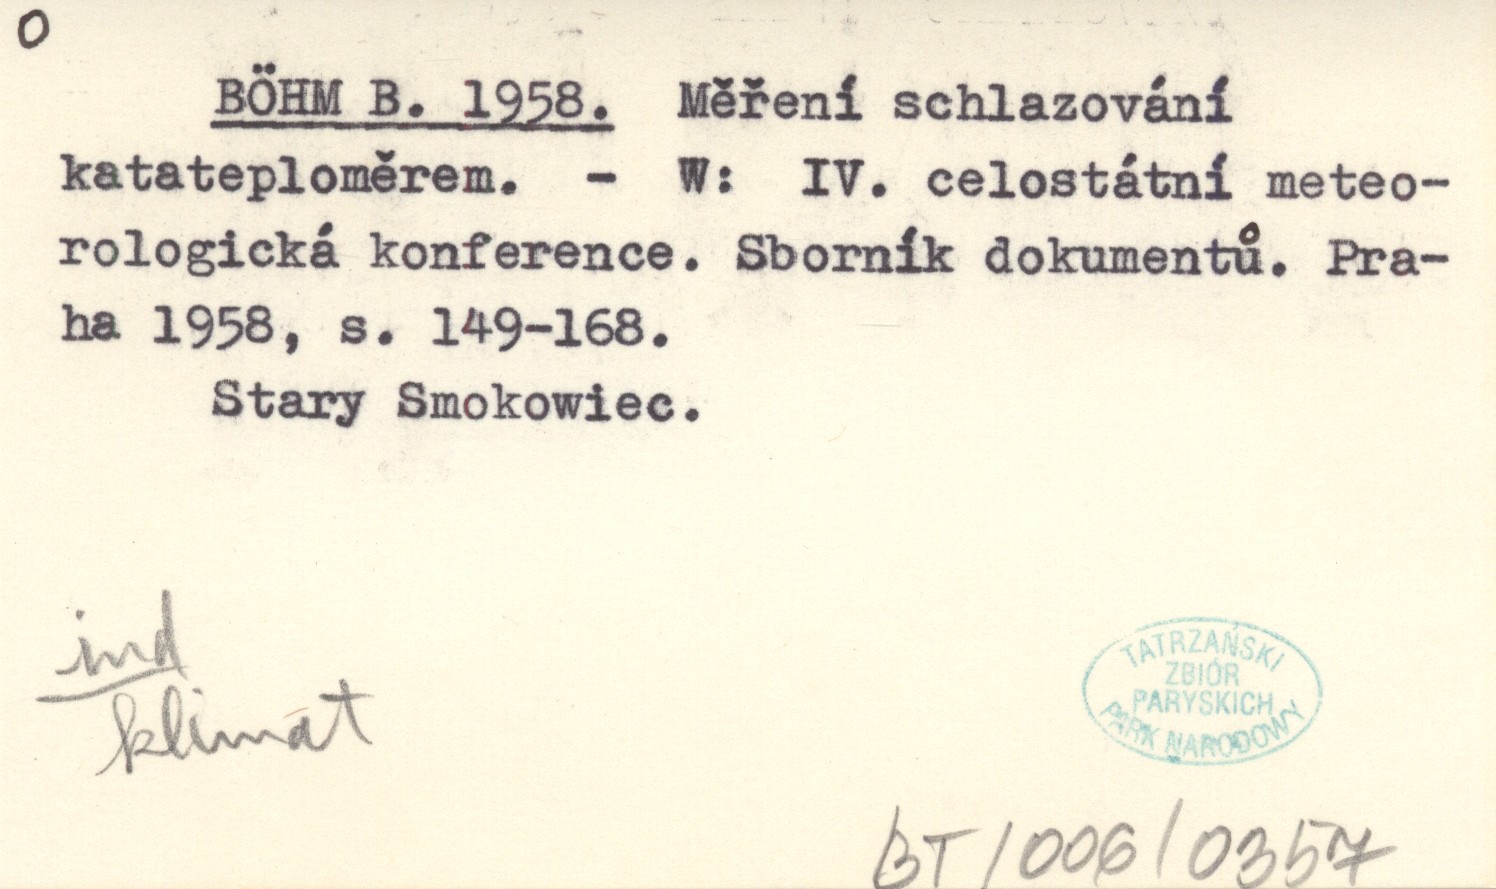 O
BÖHM B. 1958. Měření schlazování
katateploměrem. - W: IV. celostátní meteo-
rologická konference. Sborník dokumentů. Pra-
ha 1958, s. 149-168.
Stary Smokowiec.
ind
klimat
TATRZAŃSKI
ZBIÓR
PARYSKICH
PARK NARODOWY
BT/006/0357